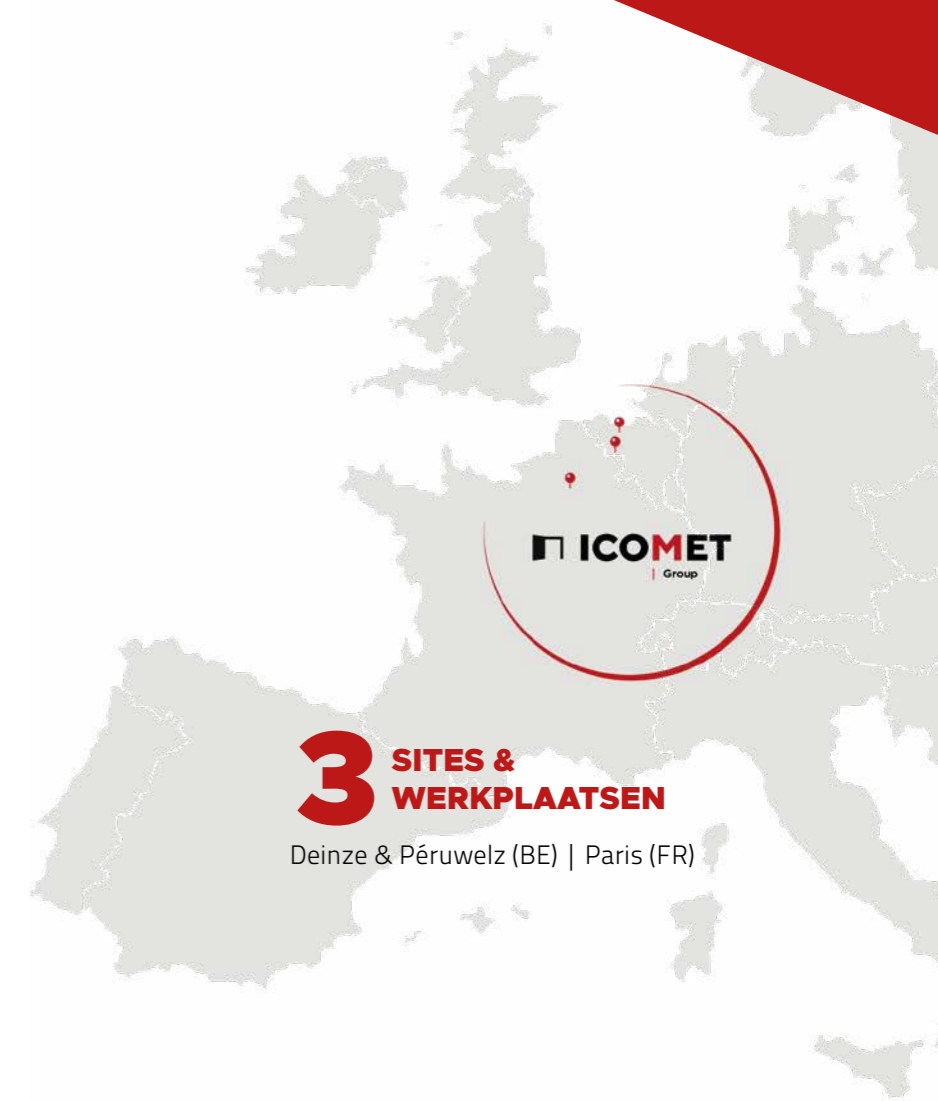 ICOMET
| Group
3 SITES &
WERKPLAATSEN
Deinze & Péruwelz (BE) | Paris (FR)